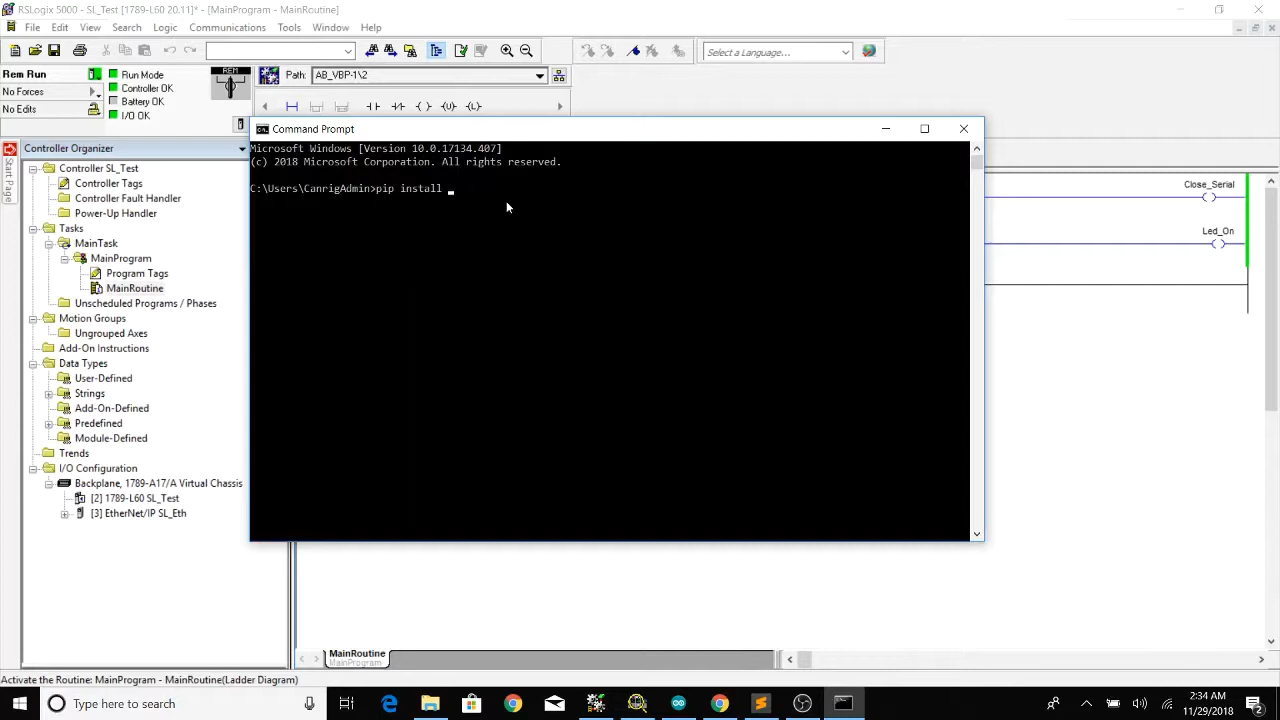 RSLogix 5000 - SL_Test [1789-L60 20.11]* - [MainProgram - MainRoutine]
File Edit View Search Logic Communications Tools Window Help
Select a Language...
Rem Run
No Forces
No Edits
Run Mode
Controller OK
Battery OK
I/O OK
REM
Path: AB_VBP-1\2
Start Page
Controller Organizer
Controller SL_Test
Controller Tags
Controller Fault Handler
Power-Up Handler
Tasks
MainTask
MainProgram
Program Tags
MainRoutine
Unscheduled Programs / Phases
Motion Groups
Ungrouped Axes
Add-On Instructions
Data Types
User-Defined
Strings
Add-On-Defined
Predefined
Module-Defined
Trends
I/O Configuration
Backplane, 1789-A17/A Virtual Chassis
[2] 1789-L60 SL_Test
[3] EtherNet/IP SL_Eth
Command Prompt
Microsoft Windows [Version 10.0.17134.407]
(c) 2018 Microsoft Corporation. All rights reserved.
C:\Users\CanrigAdmin>pip install
Close_Serial
Led_On
MainRoutine
MainProgram
Activate the Routine: MainProgram - MainRoutine(Ladder Diagram)
Type here to search
2:34 AM
11/29/2018
2